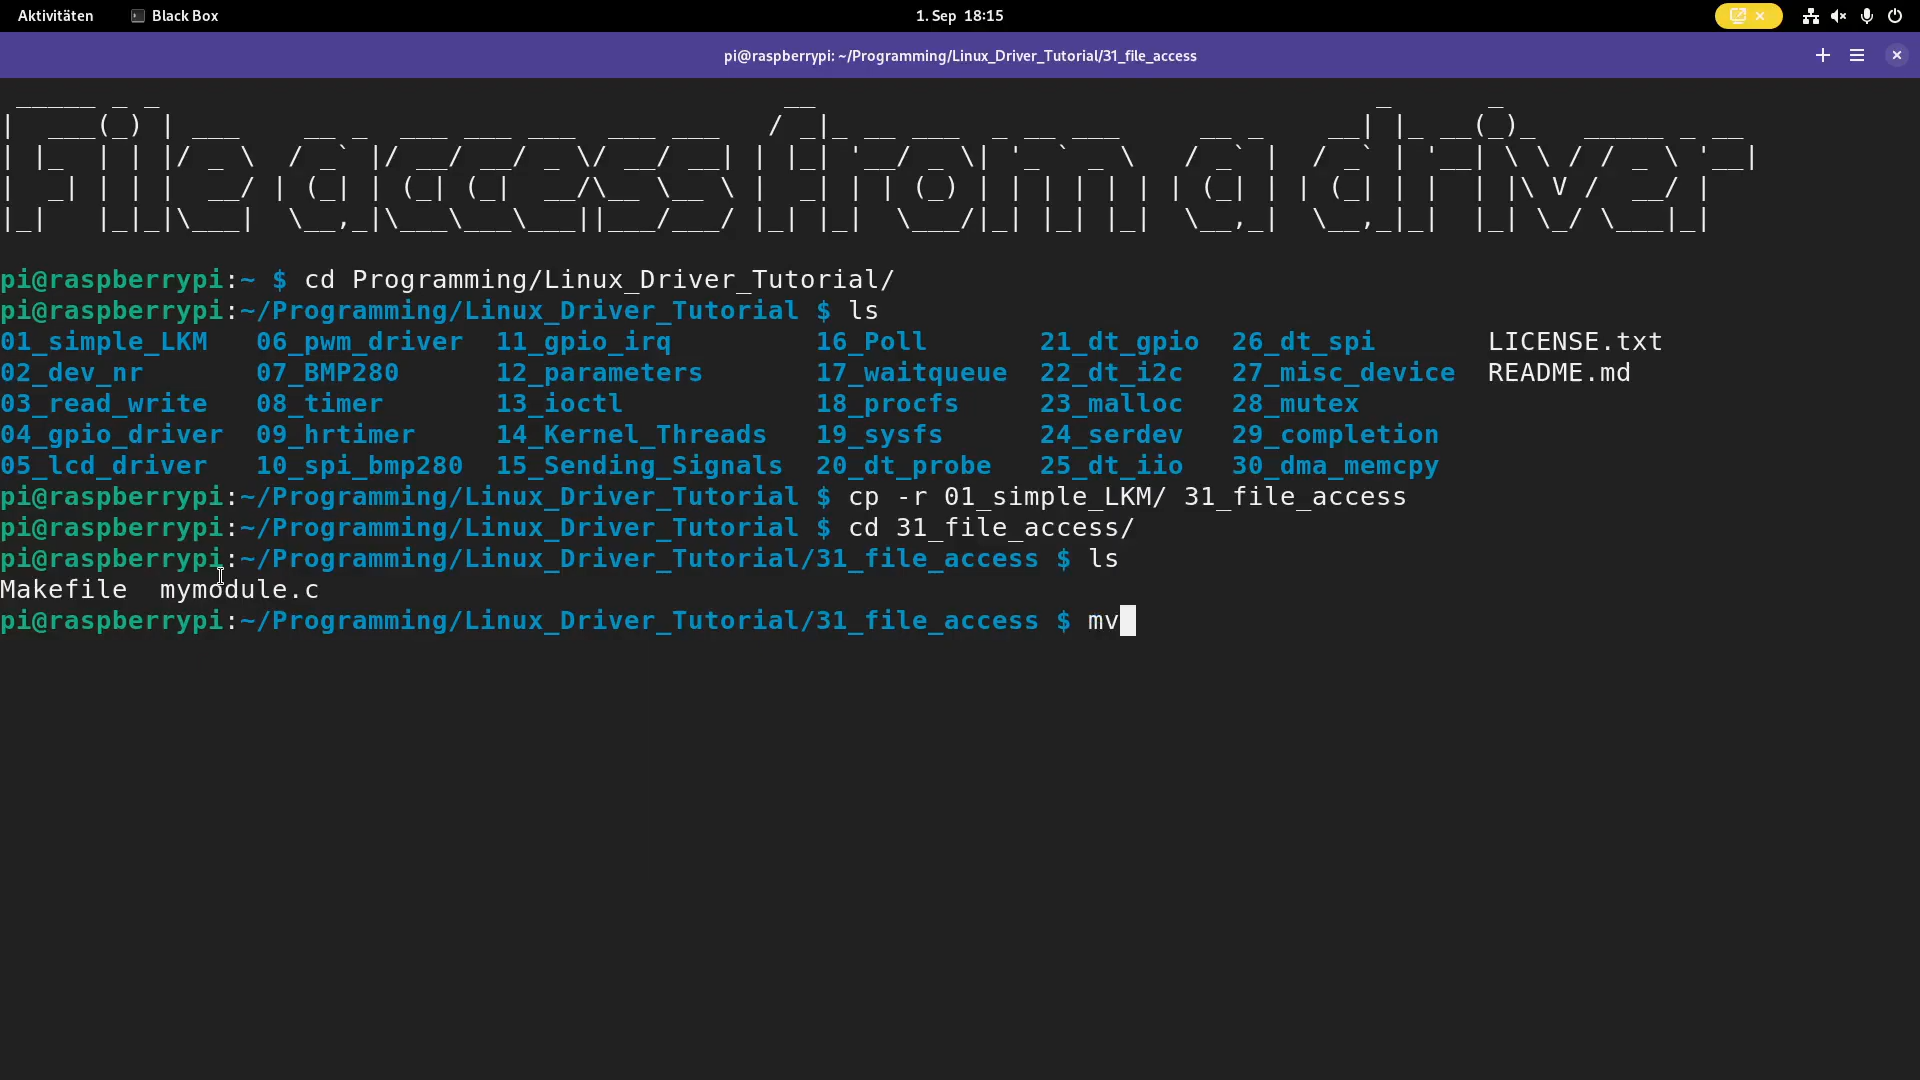 Aktivitäten Black Box 1. Sep 18:15
pi@raspberrypi: ~/Programming/Linux_Driver_Tutorial/31_file_access
File access from a driver
pi@raspberrypi:~ $ cd Programming/Linux_Driver_Tutorial/
pi@raspberrypi:~/Programming/Linux_Driver_Tutorial $ ls
01_simple_LKM 06_pwm_driver 11_gpio_irq 16_Poll 21_dt_gpio 26_dt_spi LICENSE.txt
02_dev_nr 07_BMP280 12_parameters 17_waitqueue 22_dt_i2c 27_misc_device README.md
03_read_write 08_timer 13_ioctl 18_procfs 23_malloc 28_mutex
04_gpio_driver 09_hrtimer 14_Kernel_Threads 19_sysfs 24_serdev 29_completion
05_lcd_driver 10_spi_bmp280 15_Sending_Signals 20_dt_probe 25_dt_iio 30_dma_memcpy
pi@raspberrypi:~/Programming/Linux_Driver_Tutorial $ cp -r 01_simple_LKM/ 31_file_access
pi@raspberrypi:~/Programming/Linux_Driver_Tutorial $ cd 31_file_access/
pi@raspberrypi:~/Programming/Linux_Driver_Tutorial/31_file_access $ ls
Makefile mymodule.c
pi@raspberrypi:~/Programming/Linux_Driver_Tutorial/31_file_access $ mv